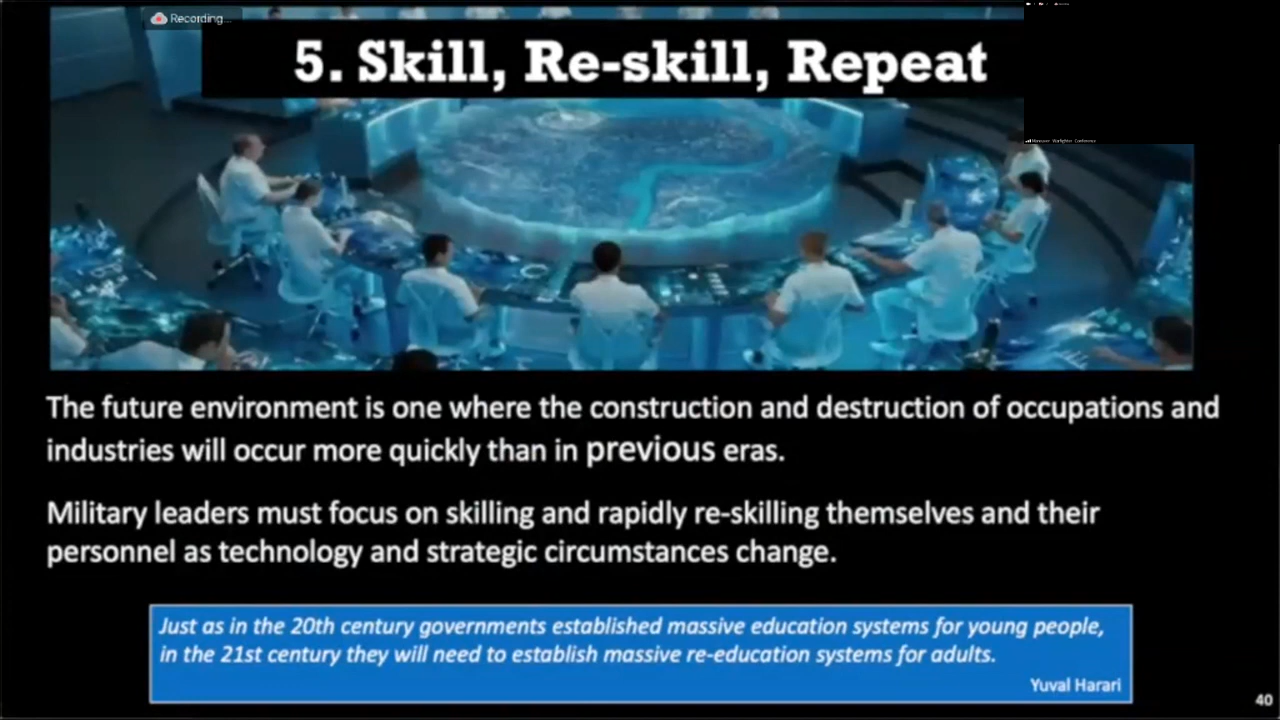 Recording...
5. Skill, Re-skill, Repeat
Maneuver Warfighter Conference
The future environment is one where the construction and destruction of occupations and
industries will occur more quickly than in previous eras.
Military leaders must focus on skilling and rapidly re-skilling themselves and their
personnel as technology and strategic circumstances change.
Just as in the 20th century governments established massive education systems for young people,
in the 21st century they will need to establish massive re-education systems for adults.
Yuval Harari
40